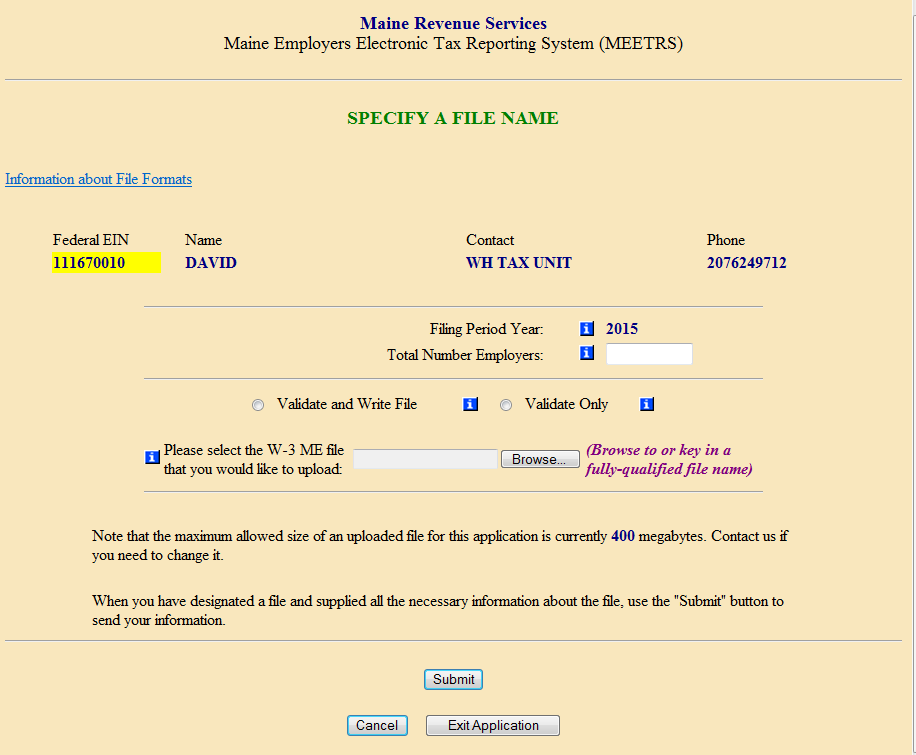 Maine Revenue Services
Maine Employers Electronic Tax Reporting System (MEETRS)
SPECIFY A FILE NAME
Information about File Formats
Federal EIN Name Contact Phone
111670010 DAVID WH TAX UNIT 2076249712
Filing Period Year: i 2015
Total Number Employers: i
Validate and Write File i Validate Only i
i Please select the W-3 ME file
that you would like to upload: Browse... (Browse to or key in a
fully-qualified file name)
Note that the maximum allowed size of an uploaded file for this application is currently 400 megabytes. Contact us if
you need to change it.
When you have designated a file and supplied all the necessary information about the file, use the "Submit" button to
send your information.
Submit
Cancel Exit Application